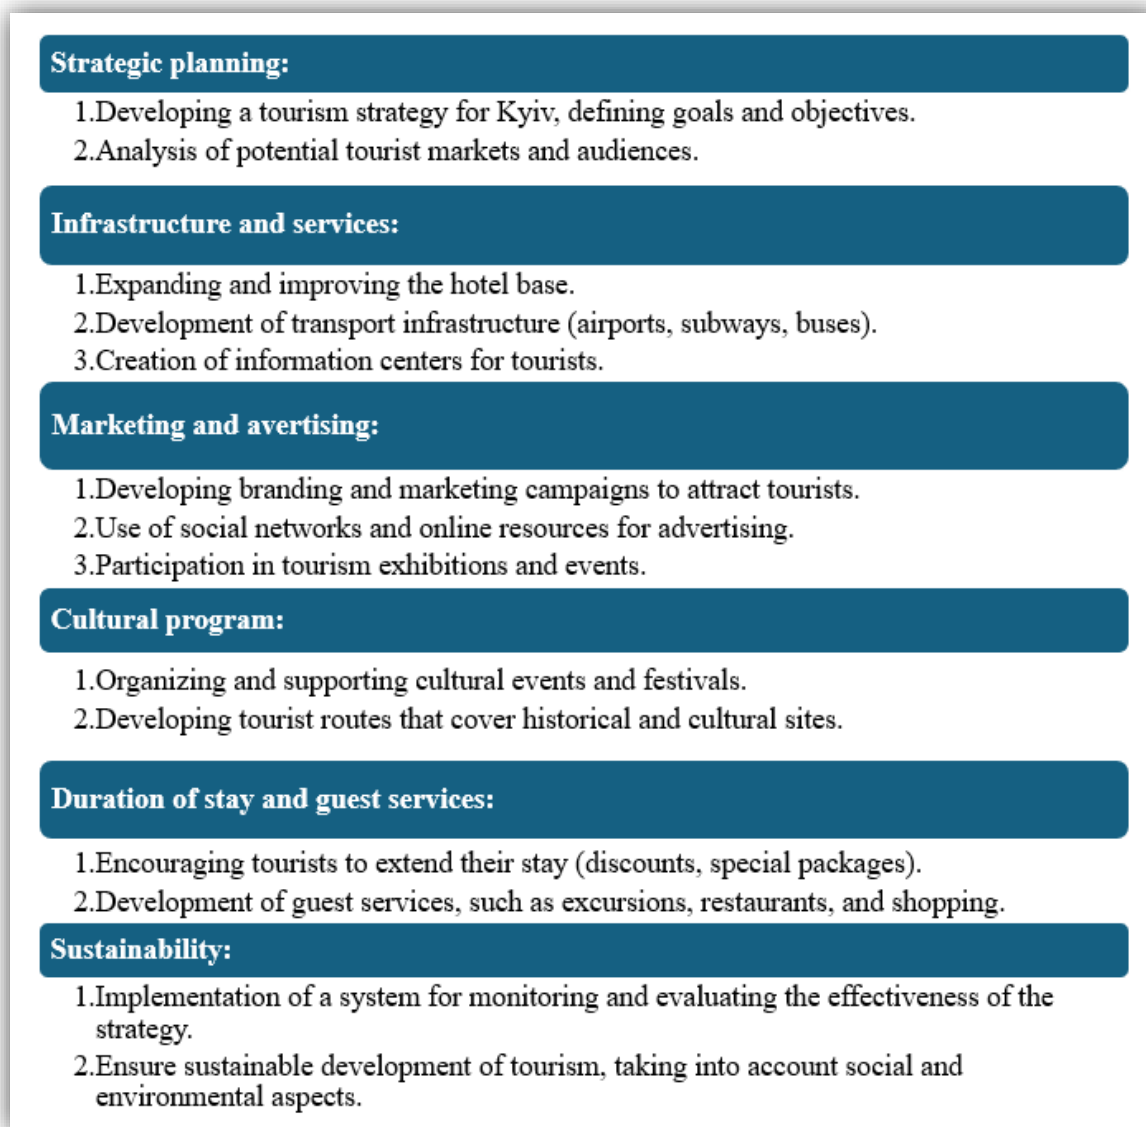 Strategic planning:
1.Developing a tourism strategy for Kyiv, defining goals and objectives.
2.Analysis of potential tourist markets and audiences.
Infrastructure and services:
1.Expanding and improving the hotel base.
2.Development of transport infrastructure (airports, subways, buses).
3.Creation of information centers for tourists.
Marketing and avertising:
1.Developing branding and marketing campaigns to attract tourists.
2.Use of social networks and online resources for advertising.
3.Participation in tourism exhibitions and events.
Cultural program:
1.Organizing and supporting cultural events and festivals.
2.Developing tourist routes that cover historical and cultural sites.
Duration of stay and guest services:
1.Encouraging tourists to extend their stay (discounts, special packages).
2.Development of guest services, such as excursions, restaurants, and shopping.
Sustainability:
1.Implementation of a system for monitoring and evaluating the effectiveness of the
strategy.
2.Ensure sustainable development of tourism, taking into account social and
environmental aspects.